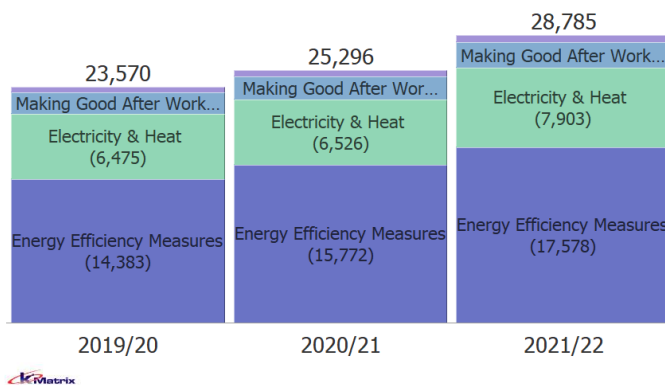 23,570
25,296
28,785
Making Good After Work...
Electricity & Heat
(6,475)
Energy Efficiency Measures
(14,383)
Making Good After Wor...
Electricity & Heat
(6,526)
Energy Efficiency Measures
(15,772)
Making Good After Work...
Electricity & Heat
(7,903)
Energy Efficiency Measures
(17,578)
2019/20
2020/21
2021/22
kMatrix